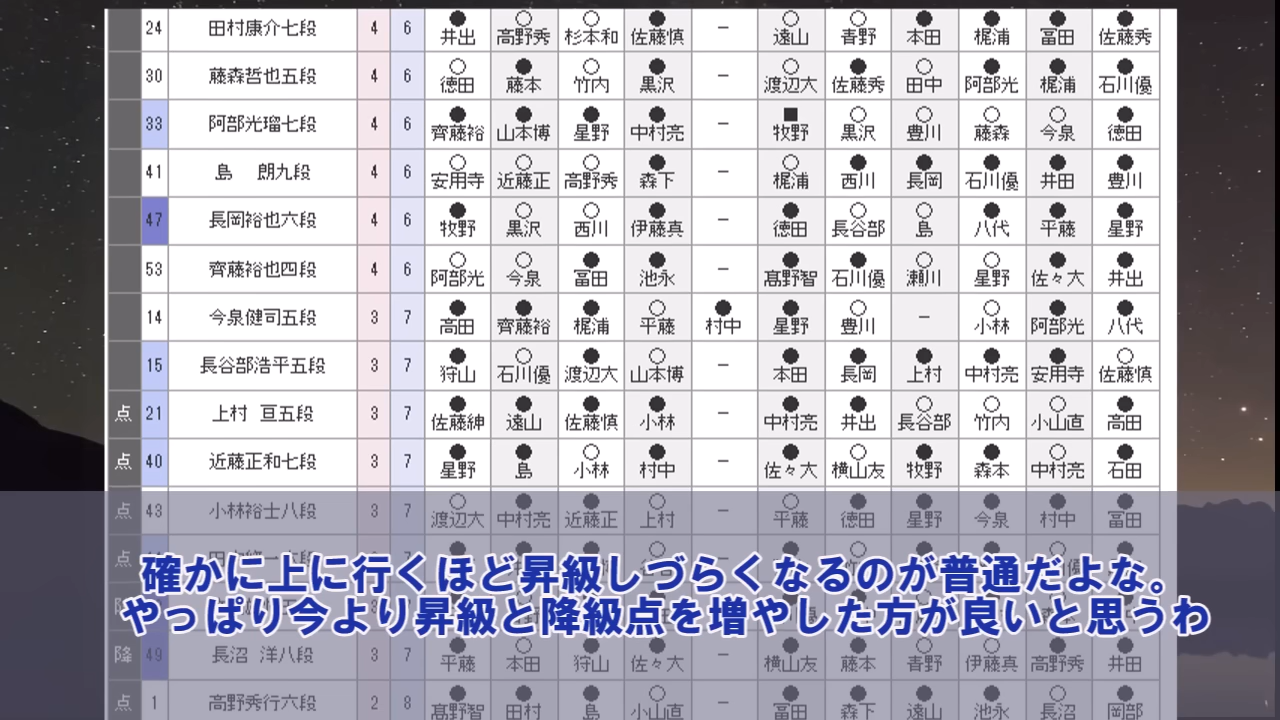 24 田村康介七段 4 6 井出 高野秀 杉本和 佐藤慎 － 遠山 青野 本田 梶浦 冨田 佐藤秀
30 藤森哲也五段 4 6 徳田 藤本 竹内 黒沢 － 渡辺大 佐藤秀 田中 阿部光 梶浦 石川優
33 阿部光瑠七段 4 6 齊藤裕 山本博 星野 中村亮 － 牧野 黒沢 豊川 藤森 今泉 徳田
41 島 朗九段 4 6 安用寺 近藤正 高野秀 森下 － 梶浦 西川 長岡 石川優 井田 豊川
47 長岡裕也六段 4 6 牧野 黒沢 西川 伊藤真 － 徳田 長谷部 島 八代 平藤 星野
53 齊藤裕也四段 4 6 阿部光 今泉 冨田 池永 － 髙野智 石川優 瀬川 星野 佐々大 井出
14 今泉健司五段 3 7 高田 齊藤裕 梶浦 平藤 村中 星野 豊川 － 小林 阿部光 八代
15 長谷部浩平五段 3 7 狩山 石川優 渡辺大 山本博 － 本田 長岡 上村 中村亮 安用寺 佐藤慎
点 21 上村 亘五段 3 7 佐藤紳 遠山 佐藤慎 小林 － 中村亮 井出 長谷部 竹内 小山直 高田
点 40 近藤正和七段 3 7 星野 島 小林 村中 － 佐々大 横山友 牧野 森本 中村亮 石田
点 43 小林裕士八段 3 7 渡辺大 中村亮 近藤正 上村 － 平藤 徳田 星野 今泉 村中 冨田
点
確かに上に行くほど昇級しづらくなるのが普通だよな。
やっぱり今より昇級と降級点を増やした方が良いと思うわ
降 49 長沼 洋八段 3 7 平藤 本田 狩山 佐々大 － 横山友 藤本 青野 伊藤真 高野秀 井田
点 1 高野秀行六段 2 8 髙野智 田村 島 小山直 － 冨田 森下 遠山 池永 長沼 岡部